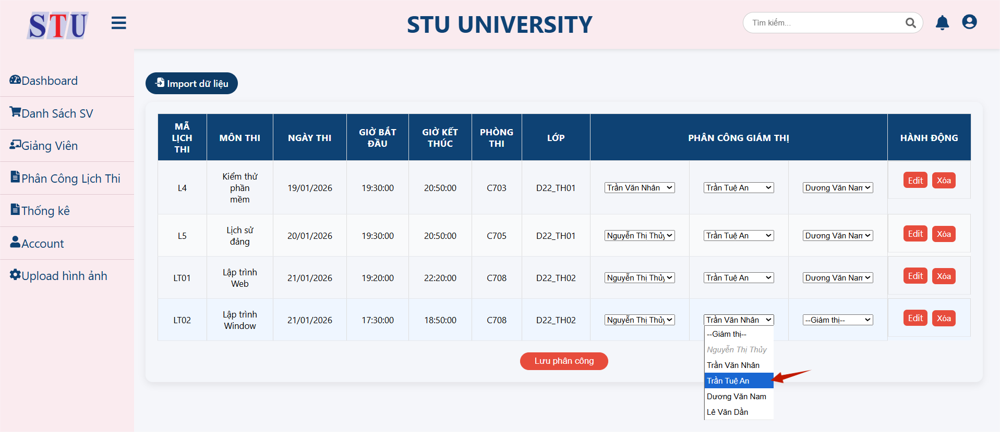 STU
STU UNIVERSITY
Tìm kiếm...
Dashboard
Danh Sách SV
Giảng Viên
Phân Công Lịch Thi
Thống kê
Account
Upload hình ảnh
Import dữ liệu
MÃ LỊCH THI
MÔN THI
NGÀY THI
GIỜ BẮT ĐẦU
GIỜ KẾT THÚC
PHÒNG THI
LỚP
PHÂN CÔNG GIÁM THỊ
HÀNH ĐỘNG
L4
Kiểm thử phần mềm
19/01/2026
19:30:00
20:50:00
C703
D22_TH01
Trần Văn Nhân
Trần Tuệ An
Dương Văn Nam
Edit
Xóa
L5
Lịch sử đảng
20/01/2026
19:30:00
20:50:00
C705
D22_TH01
Nguyễn Thị Thủy
Trần Tuệ An
Dương Văn Nam
Edit
Xóa
LT01
Lập trình Web
21/01/2026
19:20:00
22:20:00
C708
D22_TH02
Nguyễn Thị Thủy
Trần Tuệ An
Dương Văn Nam
Edit
Xóa
LT02
Lập trình Window
21/01/2026
17:30:00
18:50:00
C708
D22_TH02
Nguyễn Thị Thủy
Trần Văn Nhân
--Giám thị--
Edit
Xóa
--Giám thị--
Nguyễn Thị Thủy
Trần Văn Nhân
Trần Tuệ An
Dương Văn Nam
Lê Văn Dần
Lưu phân công